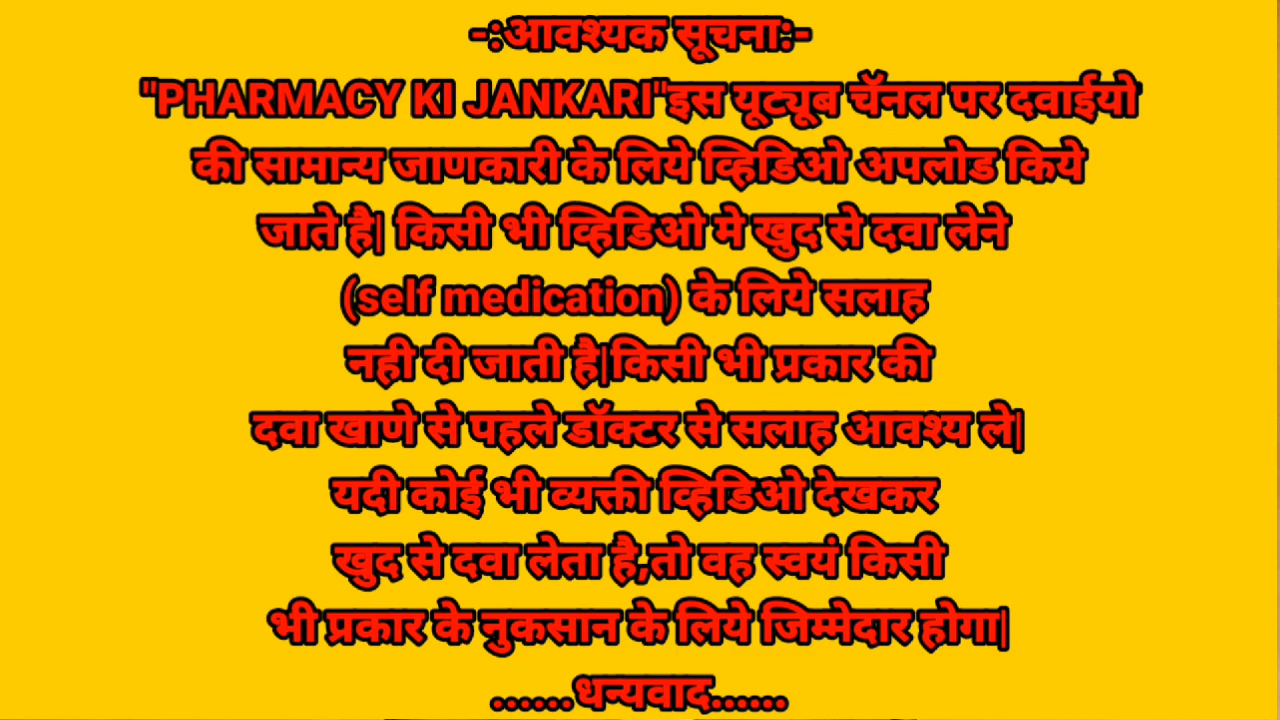 -:आवश्यक सूचना:-
"PHARMACY KI JANKARI"इस यूट्यूब चॅनल पर दवाईयो
की सामान्य जाणकारी के लिये व्हिडिओ अपलोड किये
जाते है| किसी भी व्हिडिओ मे खुद से दवा लेने
(self medication) के लिये सलाह
नही दी जाती है|किसी भी प्रकार की
दवा खाणे से पहले डॉक्टर से सलाह आवश्य ले|
यदी कोई भी व्यक्ती व्हिडिओ देखकर
खुद से दवा लेता है,तो वह स्वयं किसी
भी प्रकार के नुकसान के लिये जिम्मेदार होगा|
......धन्यवाद......